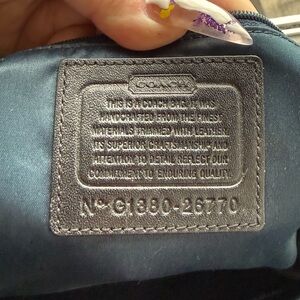 COACH
THIS IS A COACH BAG. IT WAS
HANDCRAFTED FROM THE FINEST
MATERIALS TRIMMED WITH LEATHER.
ITS SUPERIOR CRAFTSMANSHIP AND
ATTENTION TO DETAIL REFLECT OUR
COMMITMENT TO ENDURING QUALITY.
No G1380-26770